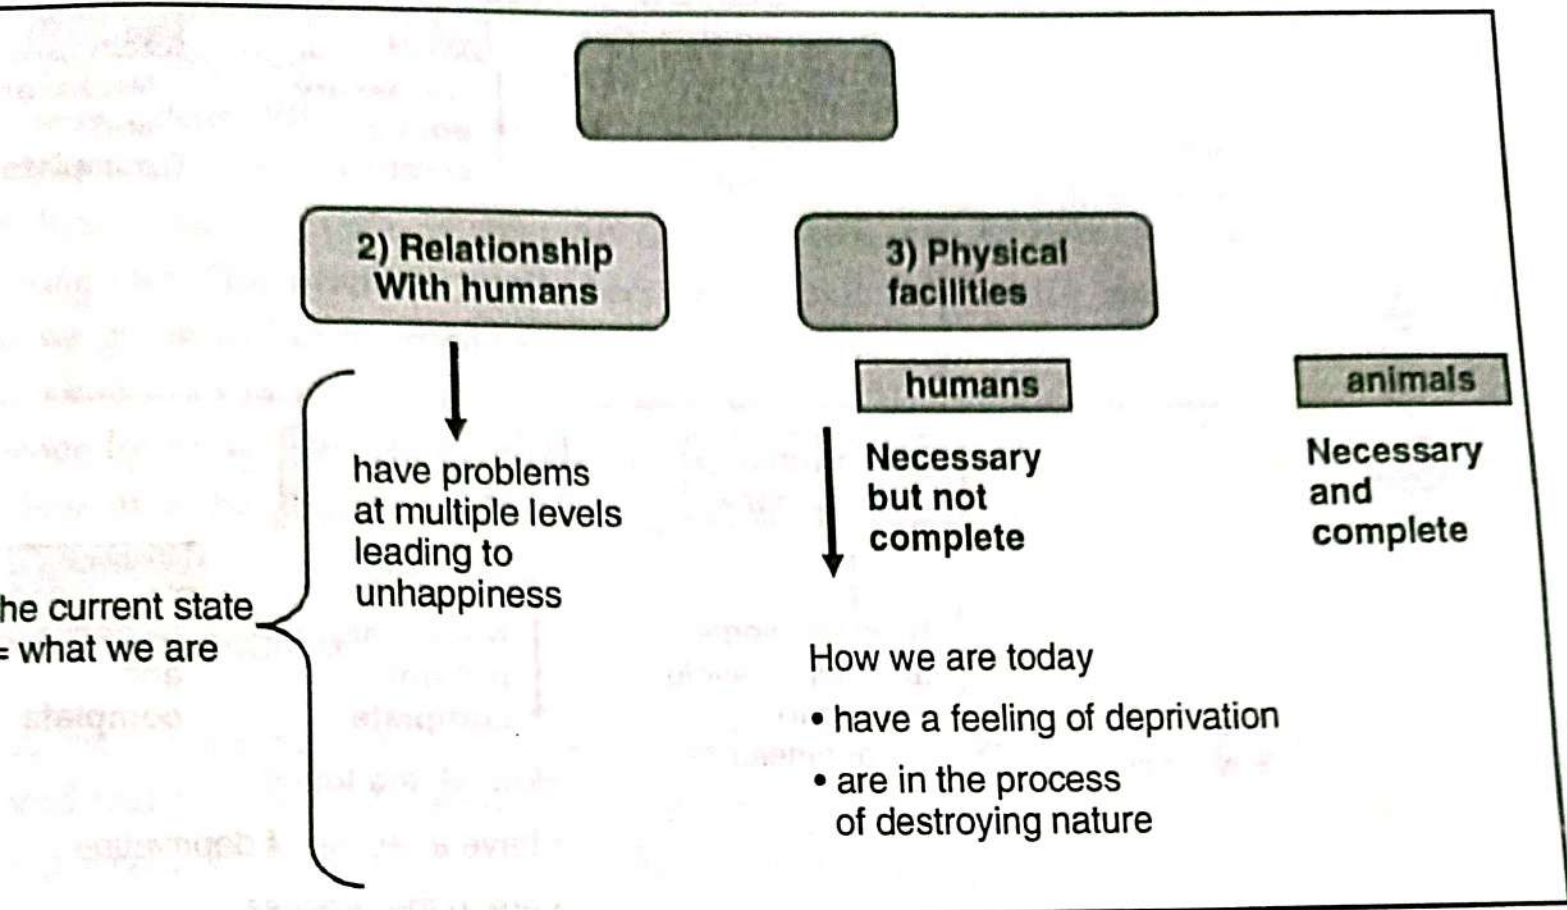 2) Relationship
With humans
3) Physical
facilities
humans
animals
have problems
at multiple levels
leading to
unhappiness
Necessary
but not
complete
Necessary
and
complete
he current state
= what we are
How we are today
• have a feeling of deprivation
• are in the process
of destroying nature